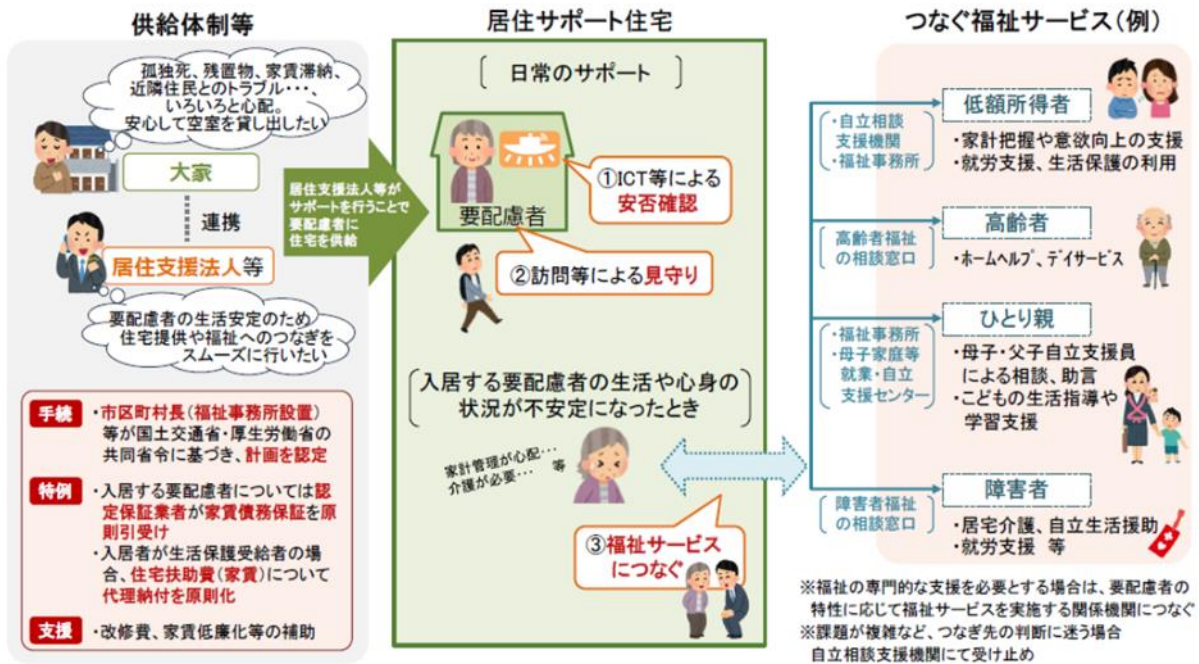 供給体制等
孤独死、残置物、家賃滞納、
近隣住民とのトラブル・・・、
いろいろと心配。
安心して空室を貸し出したい
大家
連携
居住支援法人等
要配慮者の生活安定のため
住宅提供や福祉へのつなぎを
スムーズに行いたい
手続
・市区町村長(福祉事務所設置)
等が国土交通省・厚生労働省の
共同省令に基づき、計画を認定
特例
・入居する要配慮者については認
定保証業者が家賃債務保証を原
則引受け
・入居者が生活保護受給者の場
合、住宅扶助費(家賃)について
代理納付を原則化
支援
・改修費、家賃低廉化等の補助
居住支援法人等が
サポートを行うことで
要配慮者に
住宅を供給
居住サポート住宅
日常のサポート
要配慮者
①ICT等による
安否確認
②訪問等による見守り
入居する要配慮者の生活や心身の
状況が不安定になったとき
家計管理が心配…
介護が必要… 等
③福祉サービス
につなぐ
つなぐ福祉サービス(例)
・自立相談
支援機関
・福祉事務所
低額所得者
・家計把握や意欲向上の支援
・就労支援、生活保護の利用
高齢者福祉
の相談窓口
高齢者
・ホームヘルプ、デイサービス
・福祉事務所
・母子家庭等
就業・自立
支援センター
ひとり親
・母子・父子自立支援員
による相談、助言
・こどもの生活指導や
学習支援
障害者福祉
の相談窓口
障害者
・居宅介護、自立生活援助
・就労支援 等
※福祉の専門的な支援を必要とする場合は、要配慮者の
特性に応じて福祉サービスを実施する関係機関につなぐ
※課題が複雑など、つなぎ先の判断に迷う場合
自立相談支援機関にて受け止め